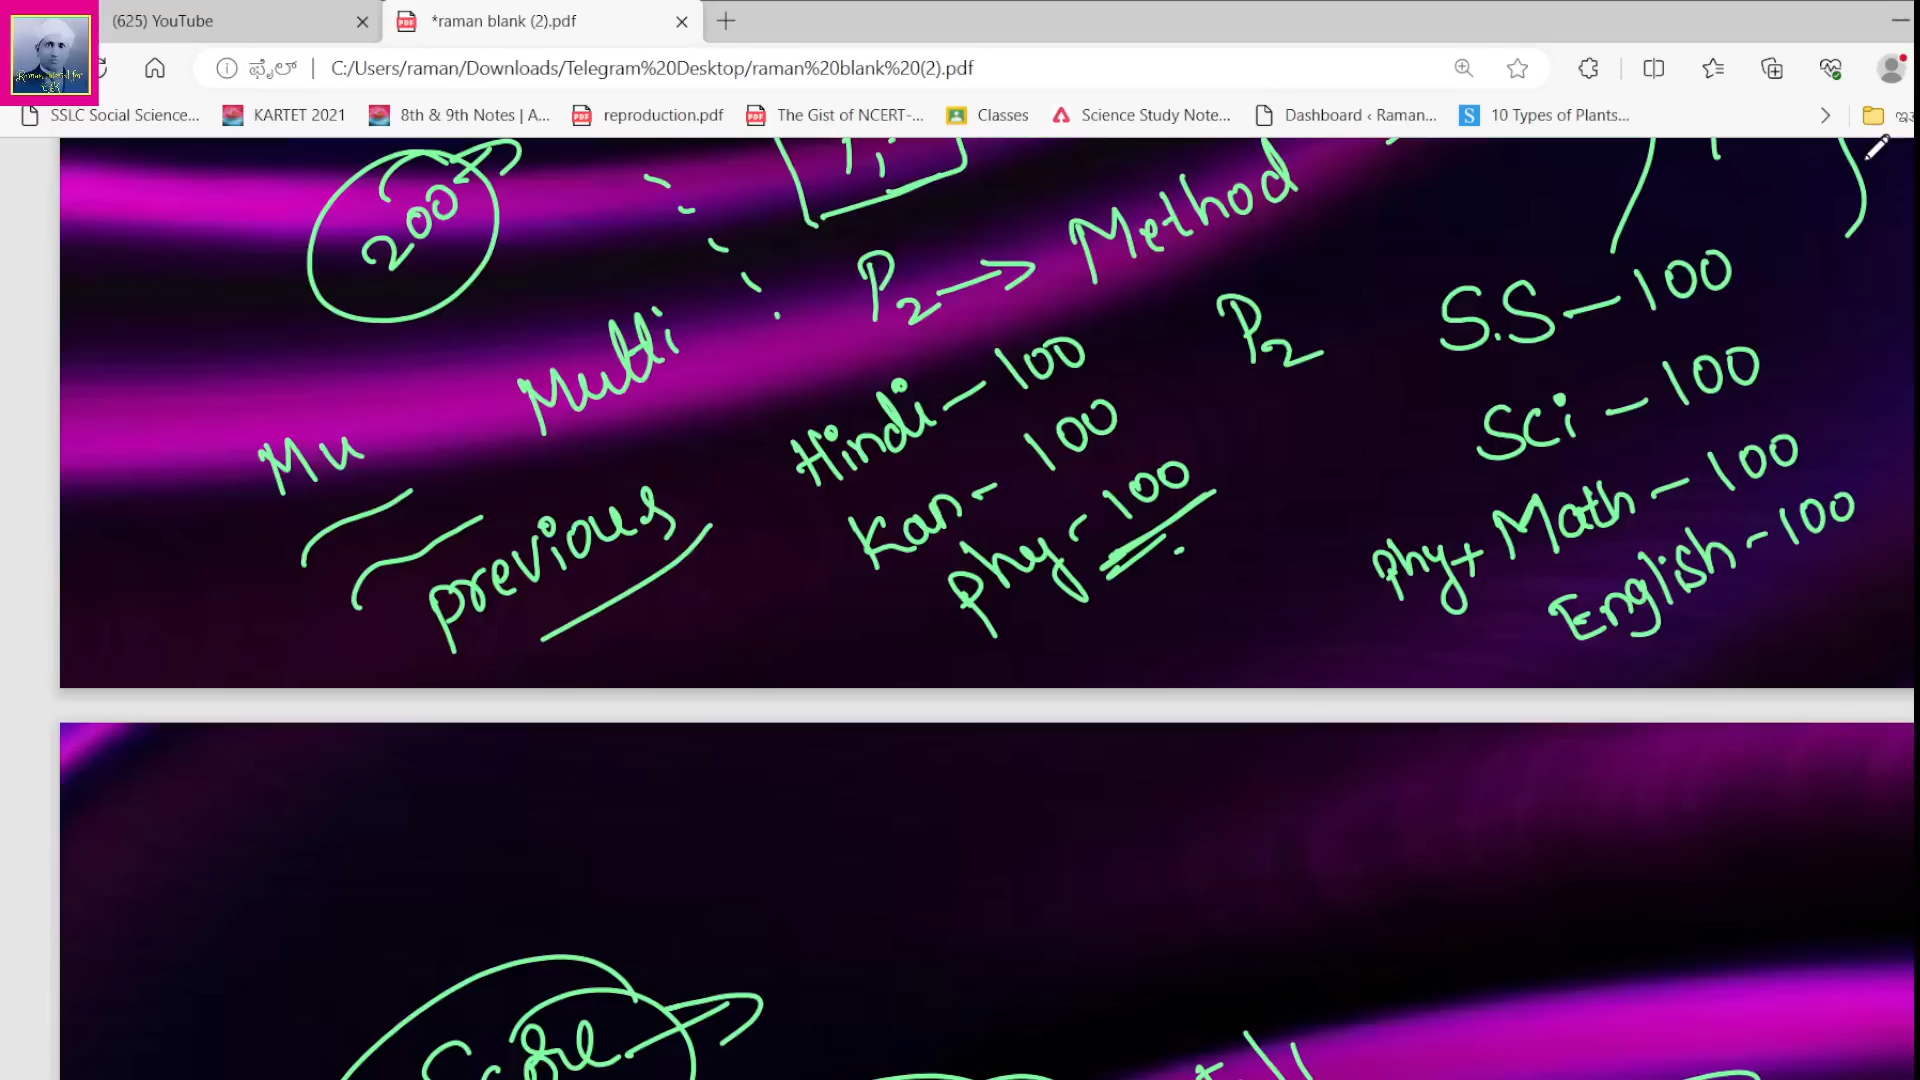 (625) YouTube
*raman blank (2).pdf
ಫೈಲ್ | C:/Users/raman/Downloads/Telegram%20Desktop/raman%20blank%20(2).pdf
SSLC Social Science...
KARTET 2021
8th & 9th Notes | A...
reproduction.pdf
The Gist of NCERT-...
Classes
Science Study Note...
Dashboard ‹ Raman...
10 Types of Plants...
200
P2 → Method
Multi
Mu
previous
Hindi - 100
Kan - 100
Phy - 100
P2
S.S - 100
Sci - 100
Phy + Math - 100
English - 100
Score